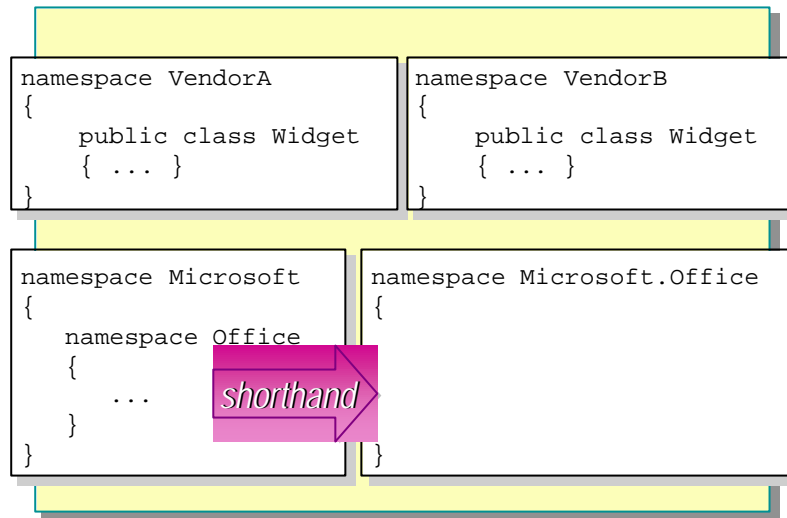 namespace VendorA
{
    public class Widget
    { ... }
}
namespace VendorB
{
    public class Widget
    { ... }
}
namespace Microsoft
{
   namespace Office
   {
      ...
   }
}
shorthand
namespace Microsoft.Office
{
}